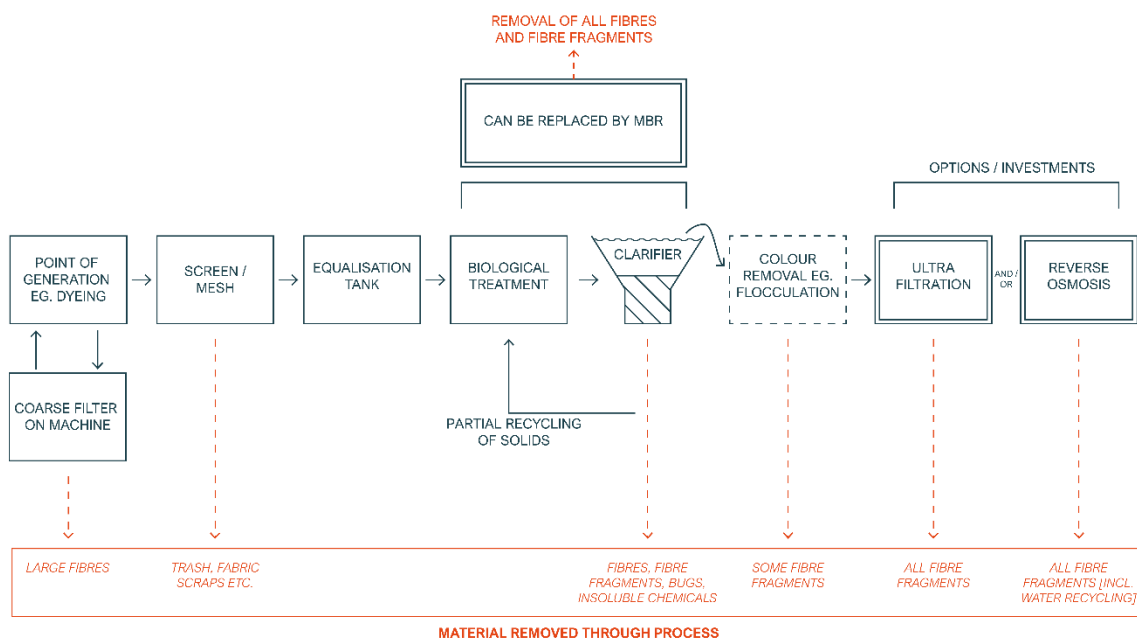 REMOVAL OF ALL FIBRES
AND FIBRE FRAGMENTS
CAN BE REPLACED BY MBR
OPTIONS / INVESTMENTS
POINT OF
GENERATION
EG. DYEING
SCREEN /
MESH
EQUALISATION
TANK
BIOLOGICAL
TREATMENT
CLARIFIER
COLOUR
REMOVAL EG.
FLOCCULATION
ULTRA
FILTRATION
AND /
OR
REVERSE
OSMOSIS
COARSE FILTER
ON MACHINE
PARTIAL RECYCLING
OF SOLIDS
LARGE FIBRES
TRASH, FABRIC
SCRAPS ETC.
FIBRES, FIBRE
FRAGMENTS, BUGS,
INSOLUBLE CHEMICALS
SOME FIBRE
FRAGMENTS
ALL FIBRE
FRAGMENTS
ALL FIBRE
FRAGMENTS [INCL.
WATER RECYCLING]
MATERIAL REMOVED THROUGH PROCESS